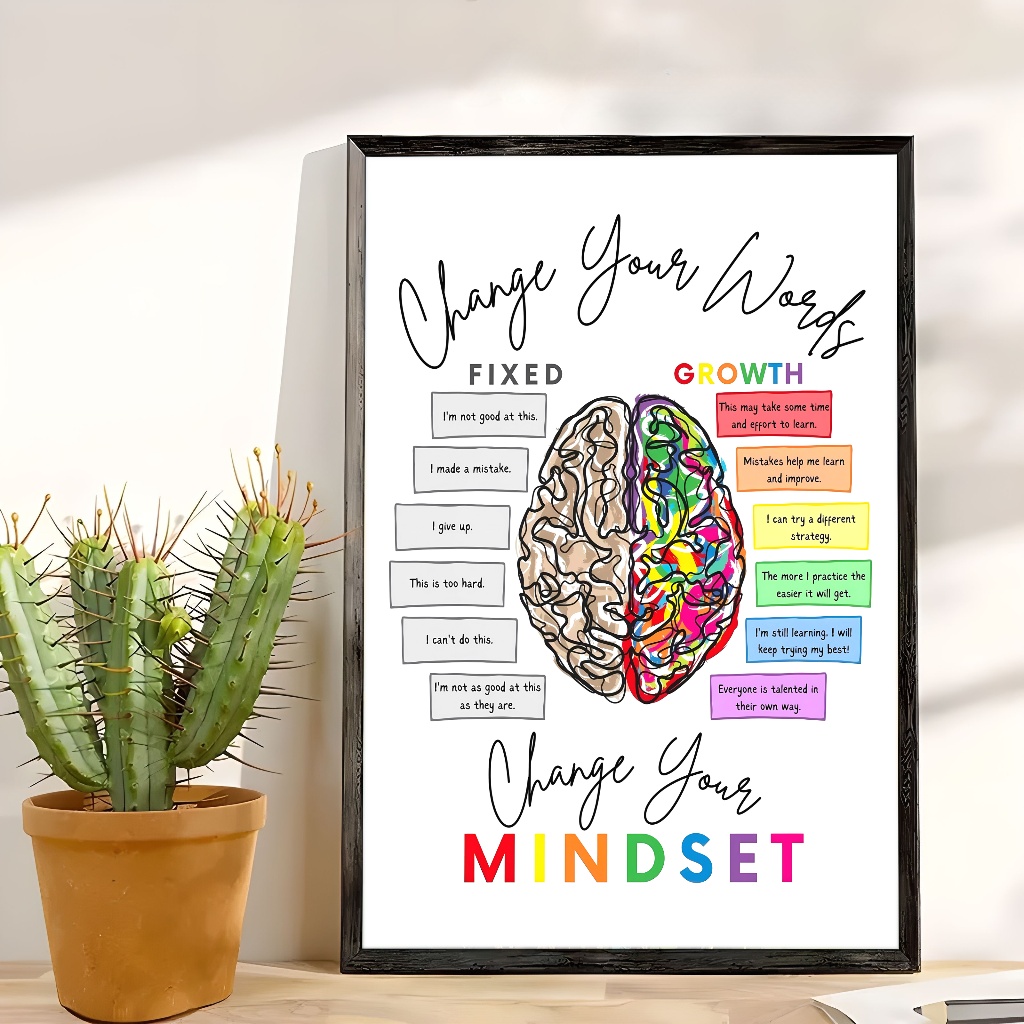 Change Your Words
FIXED
GROWTH
I'm not good at this.
This may take some time
and effort to learn.
I made a mistake.
Mistakes help me learn
and improve.
I give up.
I can try a different
strategy.
This is too hard.
The more I practice the
easier it will get.
I can't do this.
I'm still learning. I will
keep trying my best!
I'm not as good at this
as they are.
Everyone is talented in
their own way.
Change Your
MINDSET